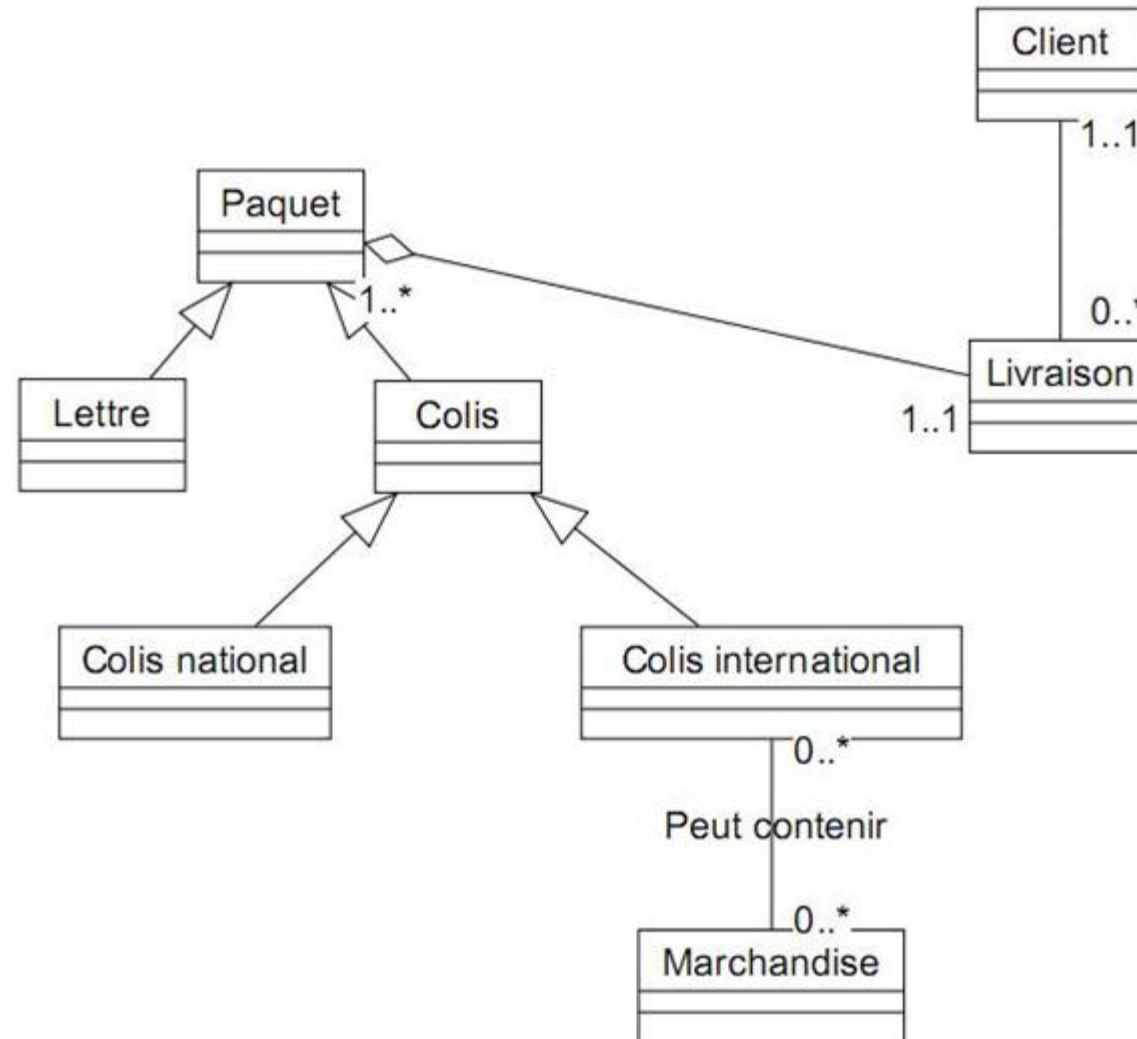 Client
1..1
Paquet
1..*
0..*
Livraison
Lettre
Colis
1..1
Colis national
Colis international
0..*
Peut contenir
0..*
Marchandise